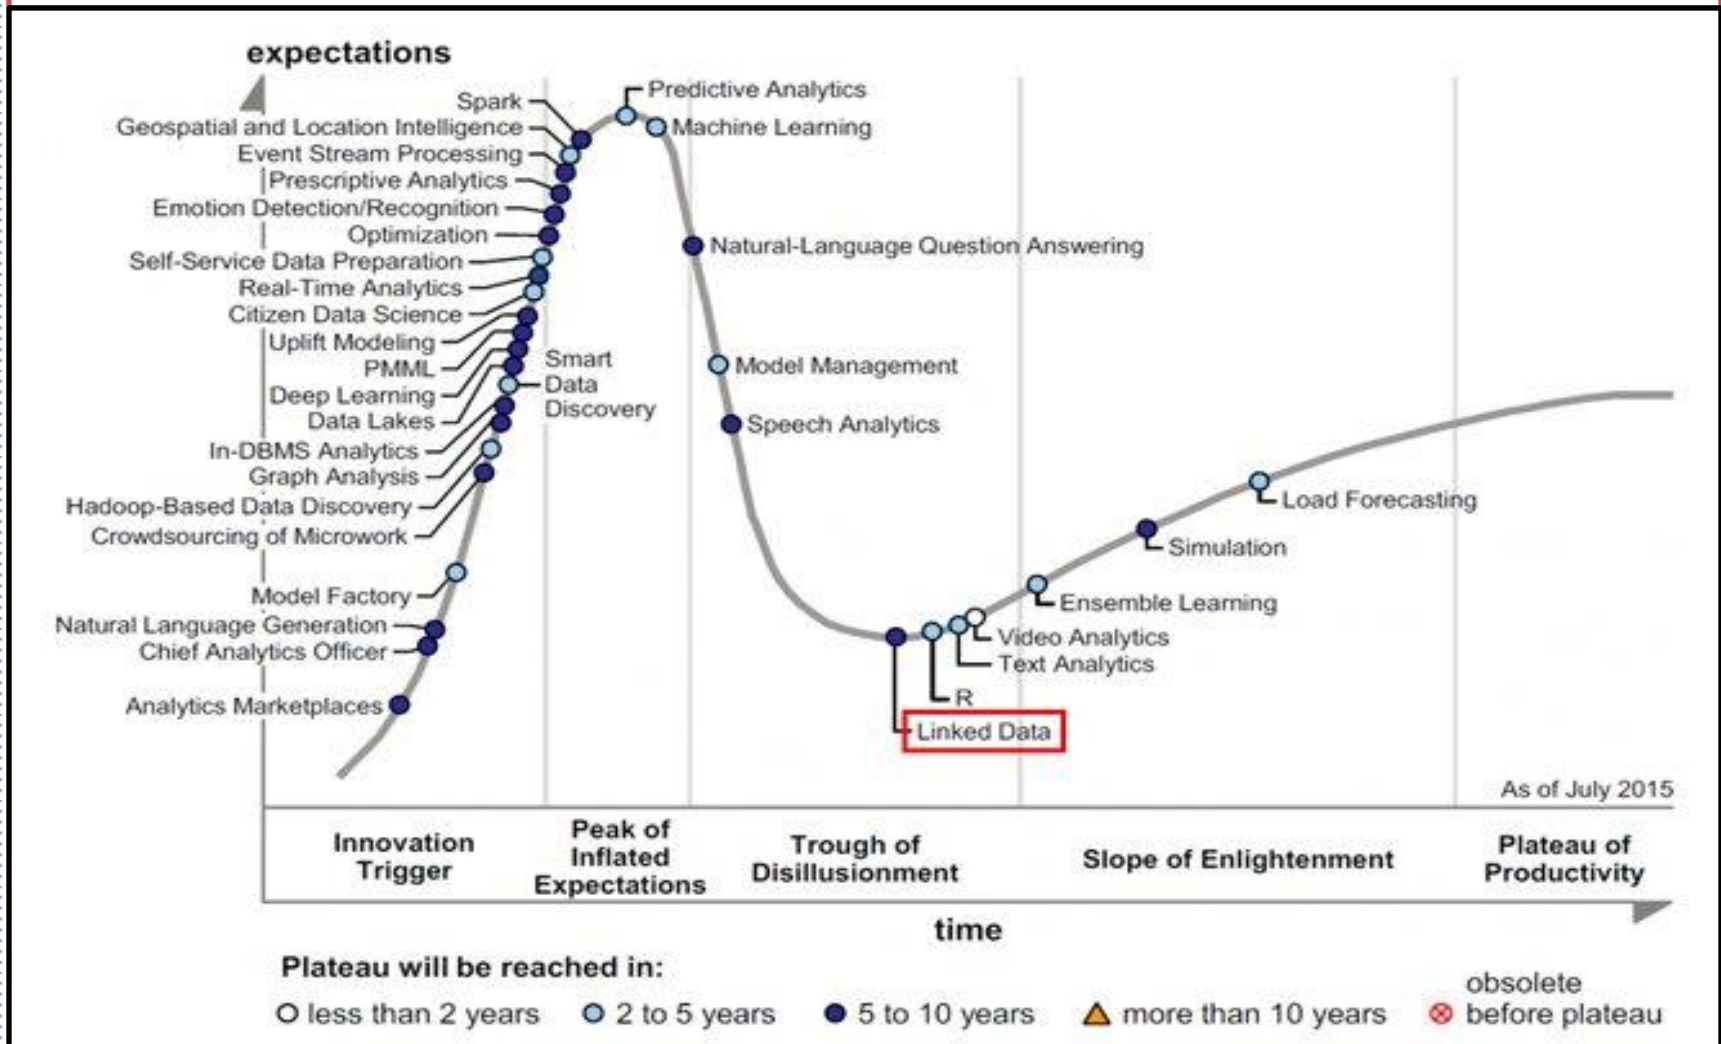 expectations
Predictive Analytics
Spark
Geospatial and Location Intelligence
Machine Learning
Event Stream Processing
Prescriptive Analytics
Emotion Detection/Recognition
Optimization
Natural-Language Question Answering
Self-Service Data Preparation
Real-Time Analytics
Citizen Data Science
Uplift Modeling
PMML
Deep Learning
Data Lakes
Smart
Data
Discovery
Model Management
Speech Analytics
In-DBMS Analytics
Graph Analysis
Hadoop-Based Data Discovery
Crowdsourcing of Microwork
Load Forecasting
Simulation
Model Factory
Ensemble Learning
Natural Language Generation
Chief Analytics Officer
Video Analytics
Text Analytics
R
Analytics Marketplaces
Linked Data
As of July 2015
Innovation
Trigger
Peak of
Inflated
Expectations
Trough of
Disillusionment
Slope of Enlightenment
Plateau of
Productivity
time
Plateau will be reached in:
less than 2 years
2 to 5 years
5 to 10 years
more than 10 years
obsolete
before plateau